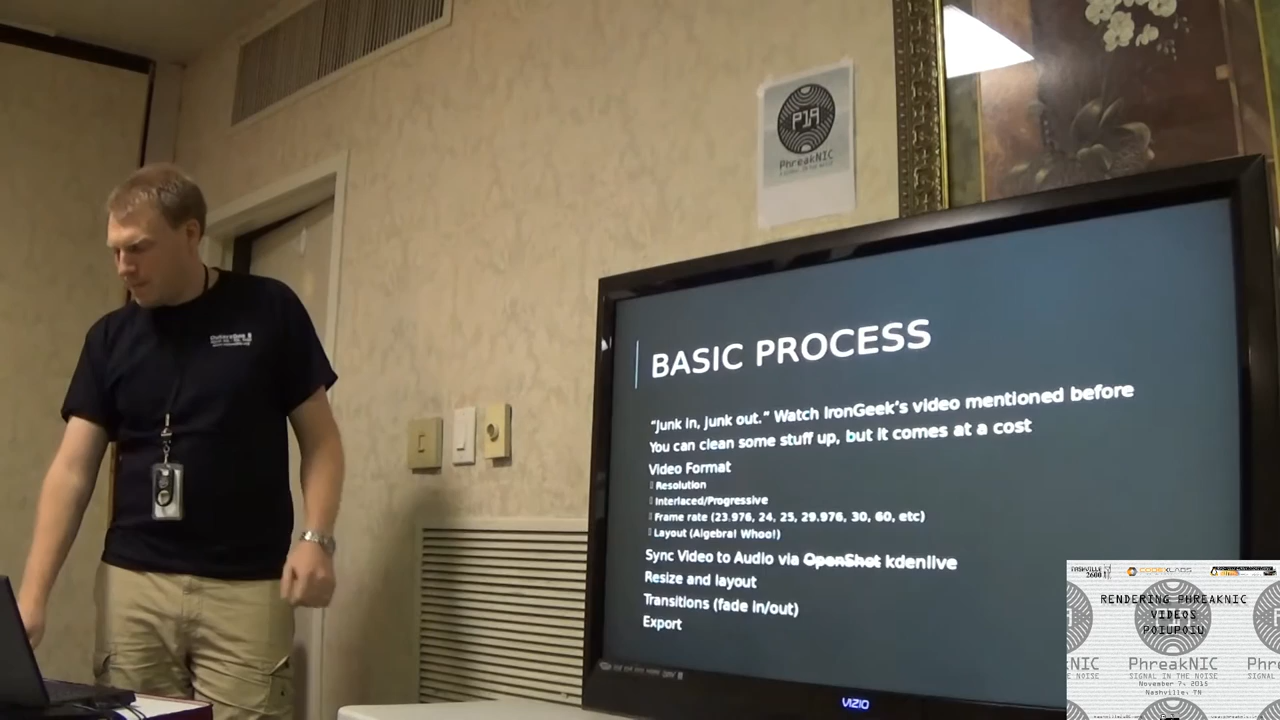 P19
PhreakNIC
BASIC PROCESS
“Junk in, junk out.” Watch IronGeek’s video mentioned before
You can clean some stuff up, but it comes at a cost
Video Format
Resolution
Interlaced/Progressive
Frame rate (23.976, 24, 25, 29.976, 30, 60, etc)
Layout (Algebra! Whoo!)
Sync Video to Audio via OpenShot kdenlive
Resize and layout
Transitions (fade in/out)
Export
VIZIO
NASHVILLE
2600
CODEXLABS
RENDERING PHREAKNIC
VIDEOS
POIUPOIU
PhreakNIC
SIGNAL IN THE NOISE
November 7, 2015
Nashville, TN